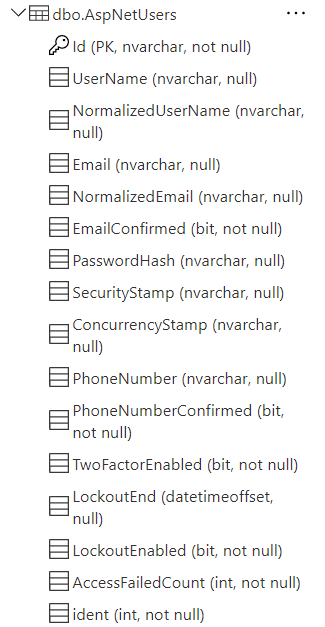 dbo.AspNetUsers
Id (PK, nvarchar, not null)
UserName (nvarchar, null)
NormalizedUserName (nvarchar,
null)
Email (nvarchar, null)
NormalizedEmail (nvarchar, null)
EmailConfirmed (bit, not null)
PasswordHash (nvarchar, null)
SecurityStamp (nvarchar, null)
ConcurrencyStamp (nvarchar,
null)
PhoneNumber (nvarchar, null)
PhoneNumberConfirmed (bit,
not null)
TwoFactorEnabled (bit, not null)
LockoutEnd (datetimeoffset,
null)
LockoutEnabled (bit, not null)
AccessFailedCount (int, not null)
ident (int, not null)